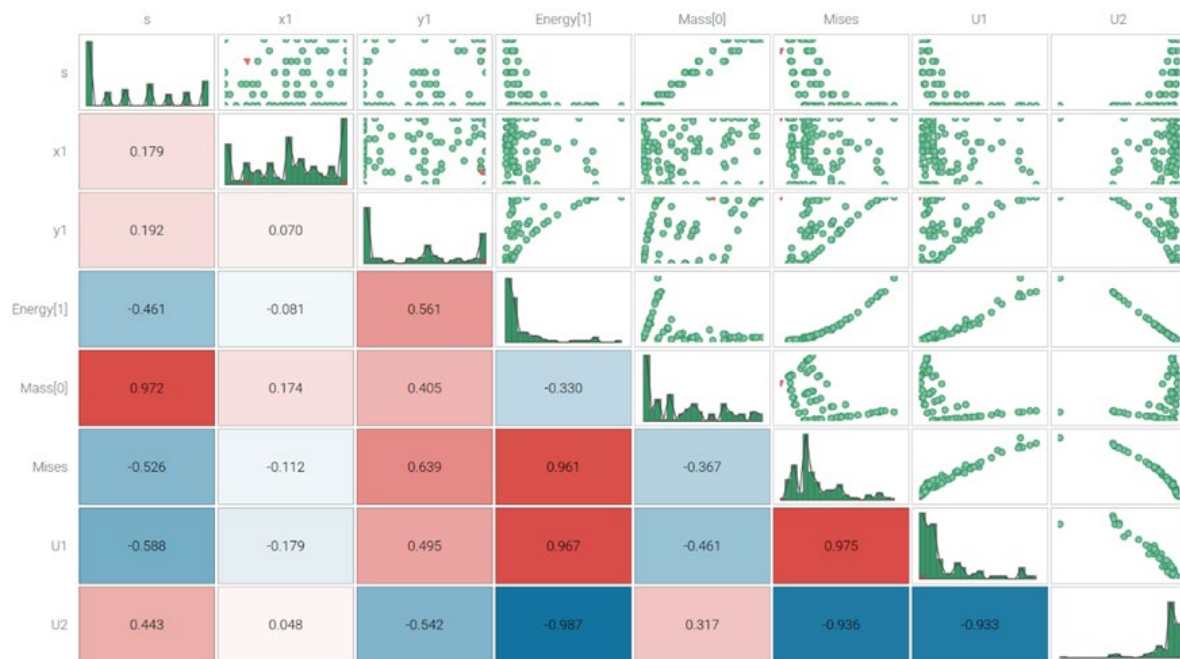 s x1 y1 Energy[1] Mass[0] Mises U1 U2
s
x1 0.179
y1 0.192 0.070
Energy[1] -0.461 -0.081 0.561
Mass[0] 0.972 0.174 0.405 -0.330
Mises -0.526 -0.112 0.639 0.961 -0.367
U1 -0.588 -0.179 0.495 0.967 -0.461 0.975
U2 0.443 0.048 -0.542 -0.987 0.317 -0.936 -0.933